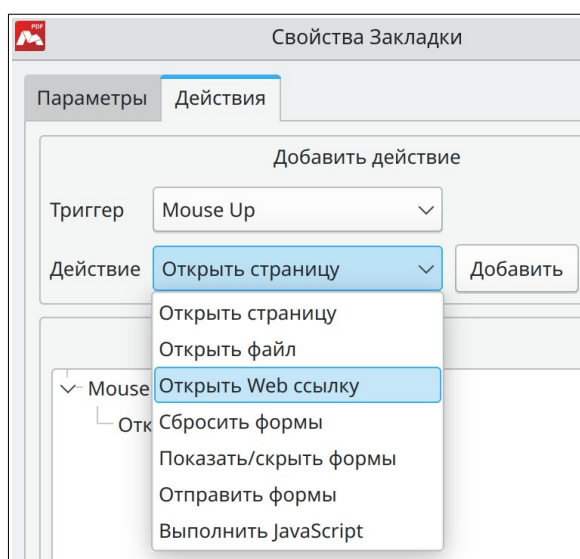 PDF
Свойства Закладки
Параметры Действия
Добавить действие
Триггер Mouse Up
Действие Открыть страницу Добавить
Открыть страницу
Открыть файл
Mouse Открыть Web ссылку
Отк Сбросить формы
Показать/скрыть формы
Отправить формы
Выполнить JavaScript